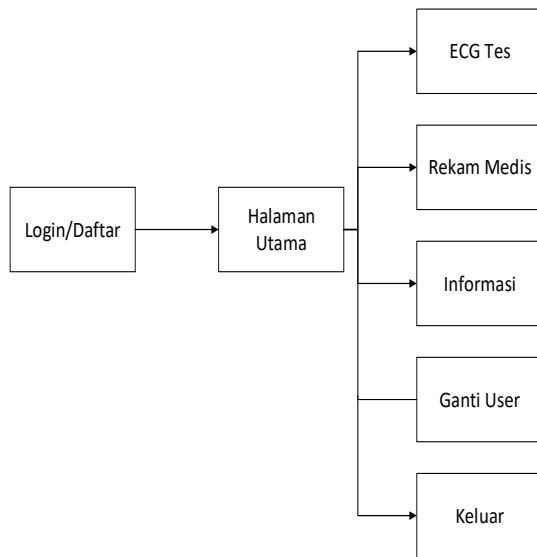 ECG Tes
Rekam Medis
Login/Daftar
Halaman
Utama
Informasi
Ganti User
Keluar